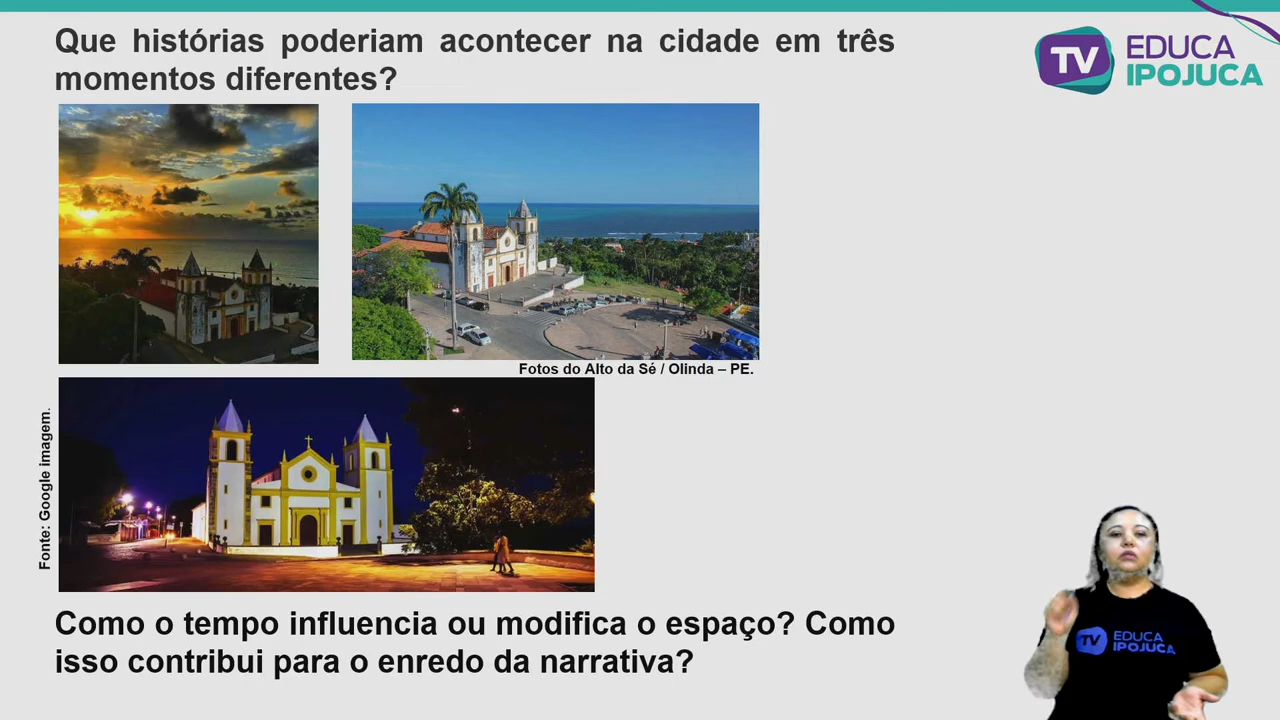 Que histórias poderiam acontecer na cidade em três
momentos diferentes?
TV EDUCA
IPOJUCA
Fotos do Alto da Sé / Olinda – PE.
Fonte: Google imagem.
Como o tempo influencia ou modifica o espaço? Como
isso contribui para o enredo da narrativa?
TV EDUCA
IPOJUCA